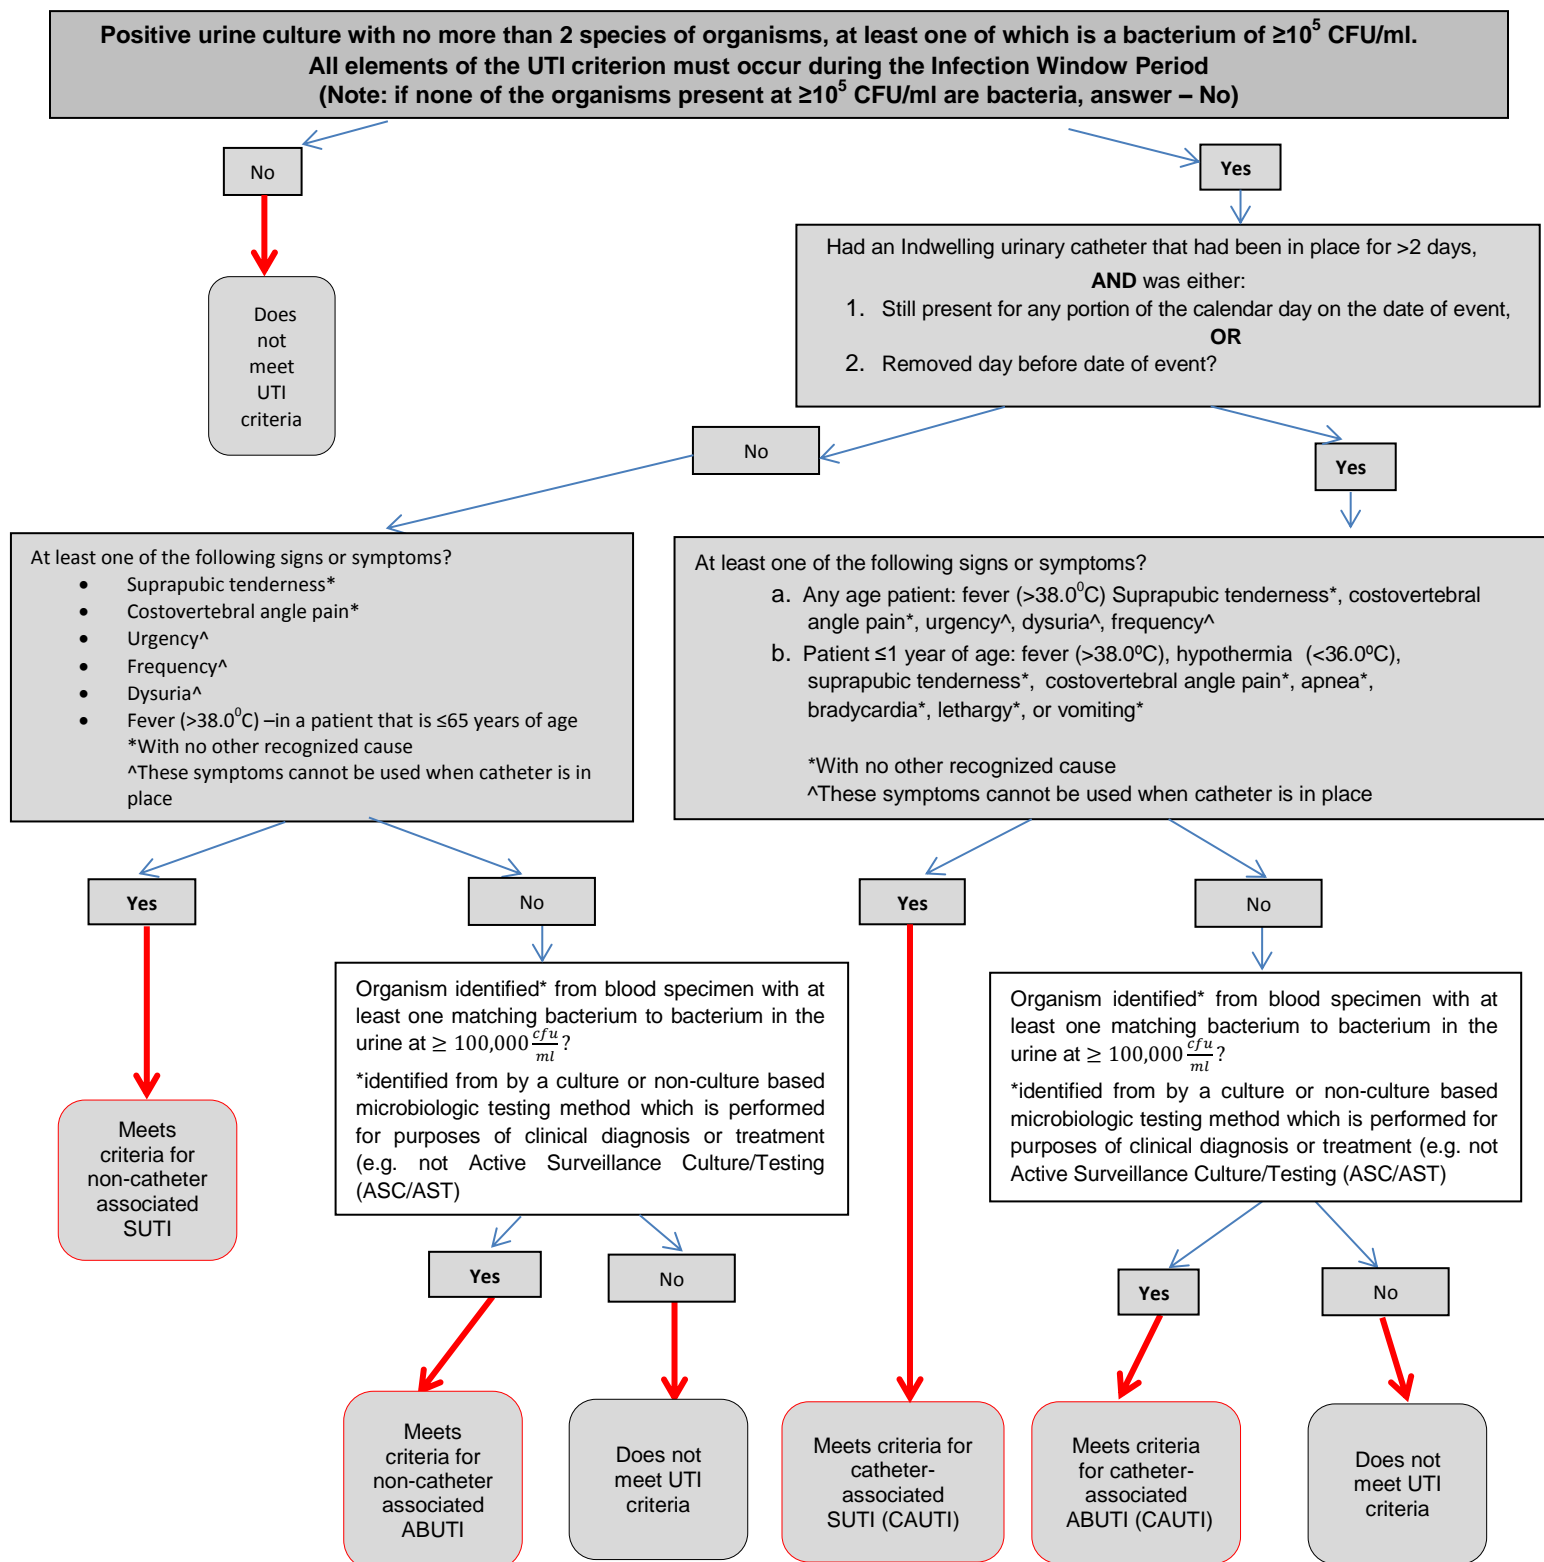 Positive urine culture with no more than 2 species of organisms, at least one of which is a bacterium of ≥10⁵ CFU/ml.
All elements of the UTI criterion must occur during the Infection Window Period
(Note: if none of the organisms present at ≥10⁵ CFU/ml are bacteria, answer – No)
No
Yes
Does
not
meet
UTI
criteria
Had an Indwelling urinary catheter that had been in place for >2 days,
AND was either:
1. Still present for any portion of the calendar day on the date of event,
OR
2. Removed day before date of event?
No
Yes
At least one of the following signs or symptoms?
• Suprapubic tenderness*
• Costovertebral angle pain*
• Urgency^
• Frequency^
• Dysuria^
• Fever (>38.0⁰C) –in a patient that is ≤65 years of age
*With no other recognized cause
^These symptoms cannot be used when catheter is in
place
At least one of the following signs or symptoms?
a. Any age patient: fever (>38.0⁰C) Suprapubic tenderness*, costovertebral
angle pain*, urgency^, dysuria^, frequency^
b. Patient ≤1 year of age: fever (>38.0ºC), hypothermia (<36.0ºC),
suprapubic tenderness*, costovertebral angle pain*, apnea*,
bradycardia*, lethargy*, or vomiting*
*With no other recognized cause
^These symptoms cannot be used when catheter is in place
Yes
No
Yes
No
Organism identified* from blood specimen with at
least one matching bacterium to bacterium in the
urine at ≥ 100,000 cfu/ml?
*identified from by a culture or non-culture based
microbiologic testing method which is performed
for purposes of clinical diagnosis or treatment
(e.g. not Active Surveillance Culture/Testing
(ASC/AST)
Organism identified* from blood specimen with at
least one matching bacterium to bacterium in the
urine at ≥ 100,000 cfu/ml?
*identified from by a culture or non-culture based
microbiologic testing method which is performed for
purposes of clinical diagnosis or treatment (e.g. not
Active Surveillance Culture/Testing (ASC/AST)
Meets
criteria for
non-catheter
associated
SUTI
Yes
No
Yes
No
Meets
criteria for
non-catheter
associated
ABUTI
Does not
meet UTI
criteria
Meets criteria for
catheter-
associated
SUTI (CAUTI)
Meets criteria
for catheter-
associated
ABUTI (CAUTI)
Does not
meet UTI
criteria